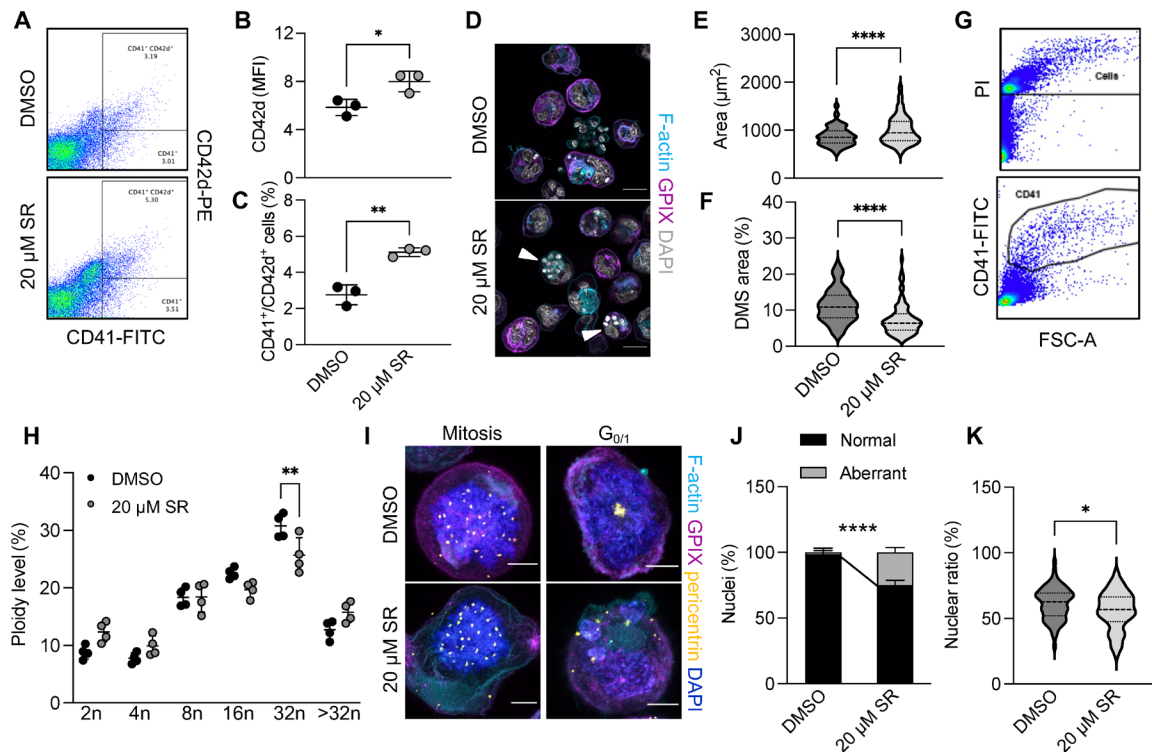 A
DMSO
CD41⁺ CD42d⁺
3.19
CD41⁺
3.01
20 µM SR
CD41⁺ CD42d⁺
5.30
CD41⁺
3.51
CD42d-PE
CD41-FITC
B
CD42d (MFI)
12
9
6
3
0
*
C
CD41⁺/CD42d⁺ cells (%)
8
6
4
2
0
**
DMSO
20 µM SR
D
DMSO
20 µM SR
F-actin GPIX DAPI
E
Area (µm²)
3000
2000
1000
0
****
F
DMS area (%)
40
30
20
10
0
****
DMSO
20 µM SR
G
PI
Cells
CD41-FITC
CD41
FSC-A
H
Ploidy level (%)
40
30
20
10
0
DMSO
20 µM SR
**
2n
4n
8n
16n
32n
>32n
I
Mitosis
G0/1
DMSO
20 µM SR
F-actin GPIX pericentrin DAPI
J
Normal
Aberrant
Nuclei (%)
150
100
50
0
****
DMSO
20 µM SR
K
Nuclear ratio (%)
150
100
50
0
*
DMSO
20 µM SR